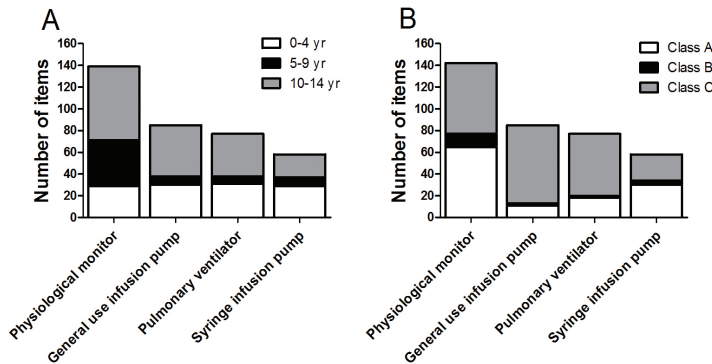 A
Number of items
160
140
120
100
80
60
40
20
0
0-4 yr
5-9 yr
10-14 yr
Physiological monitor
General use infusion pump
Pulmonary ventilator
Syringe infusion pump
B
Number of items
160
140
120
100
80
60
40
20
0
Class A
Class B
Class C
Physiological monitor
General use infusion pump
Pulmonary ventilator
Syringe infusion pump